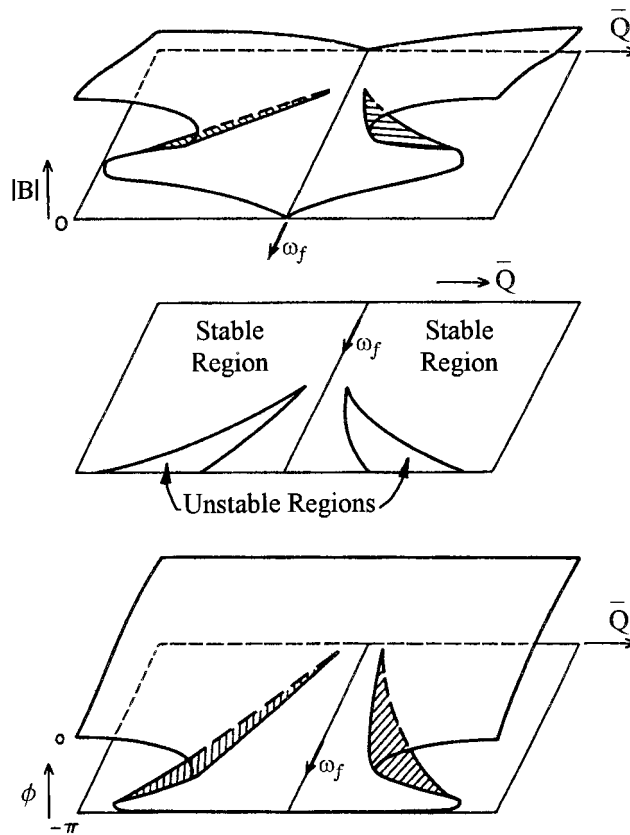 Q̄
|B|
0
ω_f
Q̄
Stable
Region
ω_f
Stable
Region
Unstable Regions
Q̄
0
ω_f
ϕ
-π